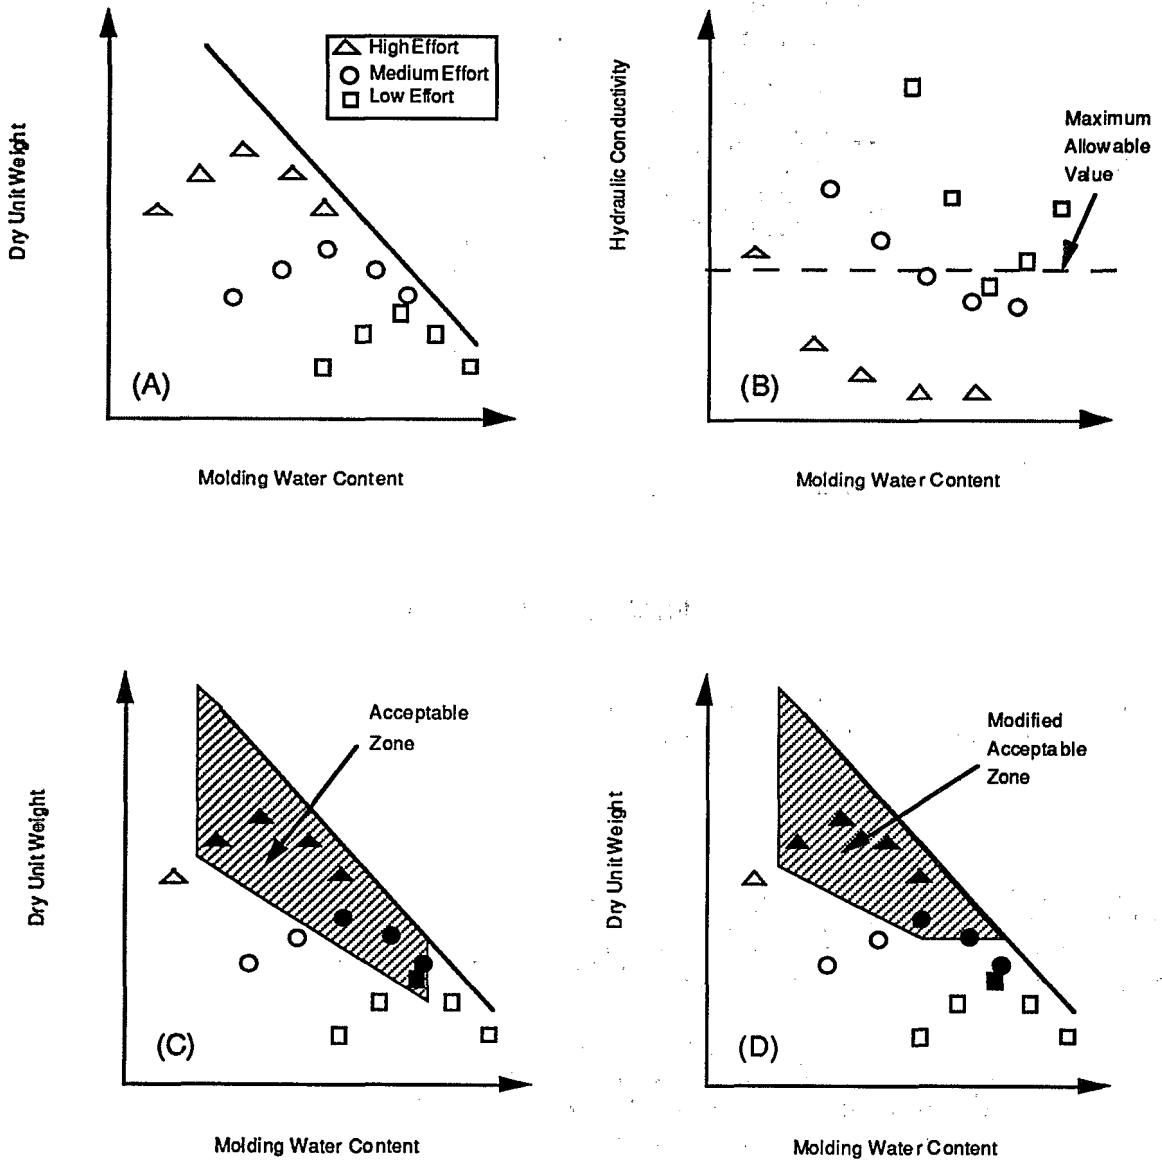 High Effort
Medium Effort
Low Effort
Dry Unit Weight
(A)
Molding Water Content
Hydraulic Conductivity
Maximum
Allowable
Value
(B)
Molding Water Content
Acceptable
Zone
Dry Unit Weight
(C)
Molding Water Content
Modified
Acceptable
Zone
Dry Unit Weight
(D)
Molding Water Content